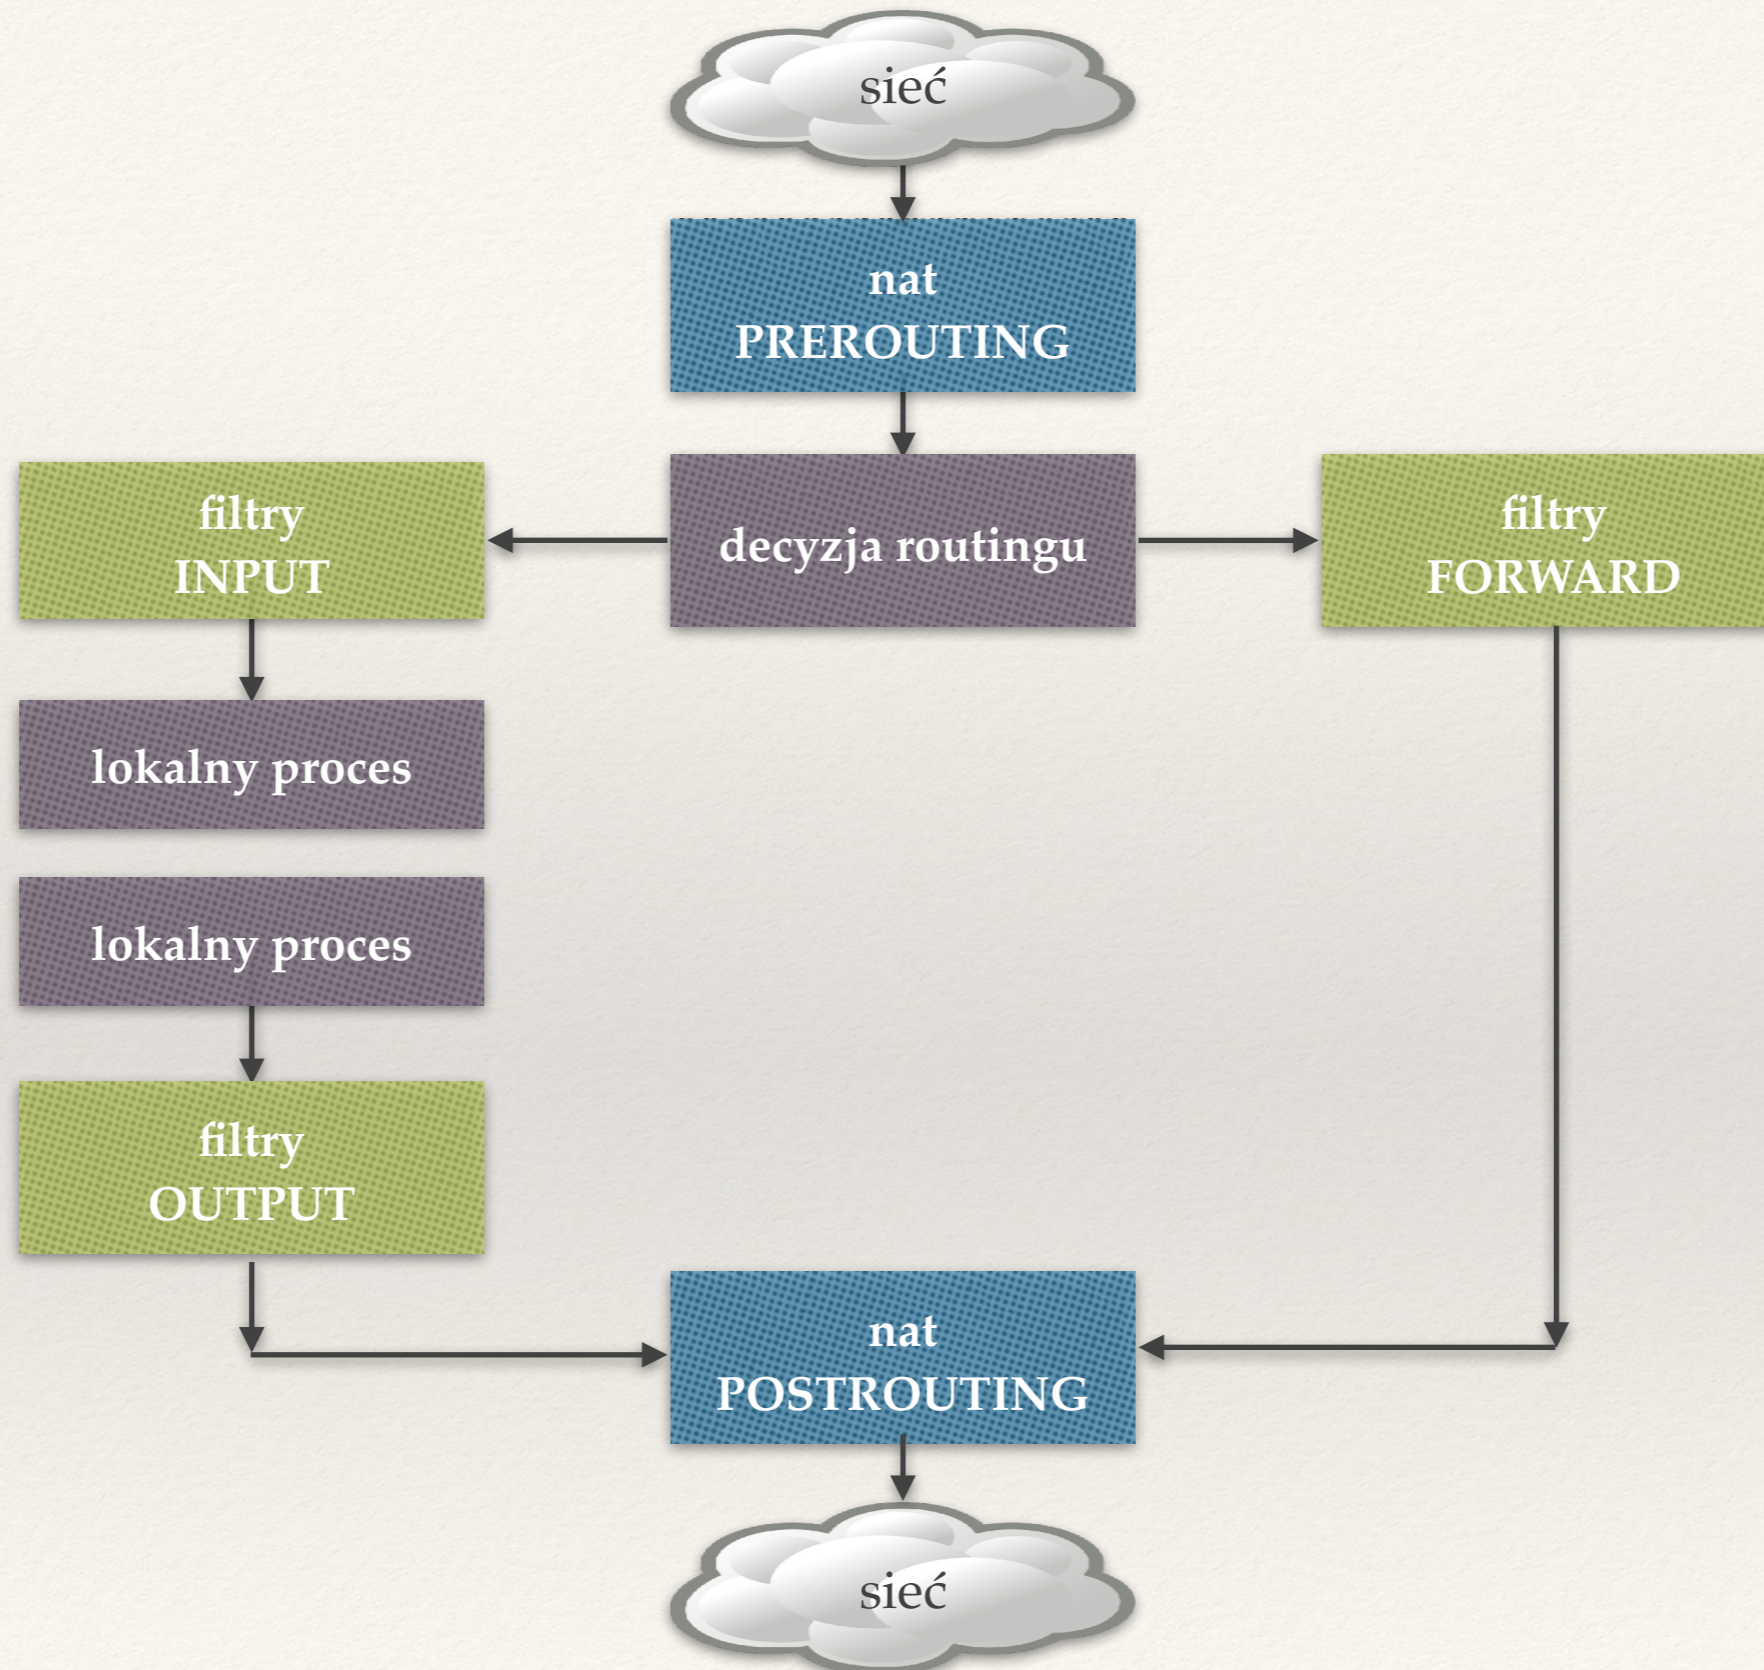 sieć
nat
PREROUTING
filtry
INPUT
decyzja routingu
filtry
FORWARD
lokalny proces
lokalny proces
filtry
OUTPUT
nat
POSTROUTING
sieć